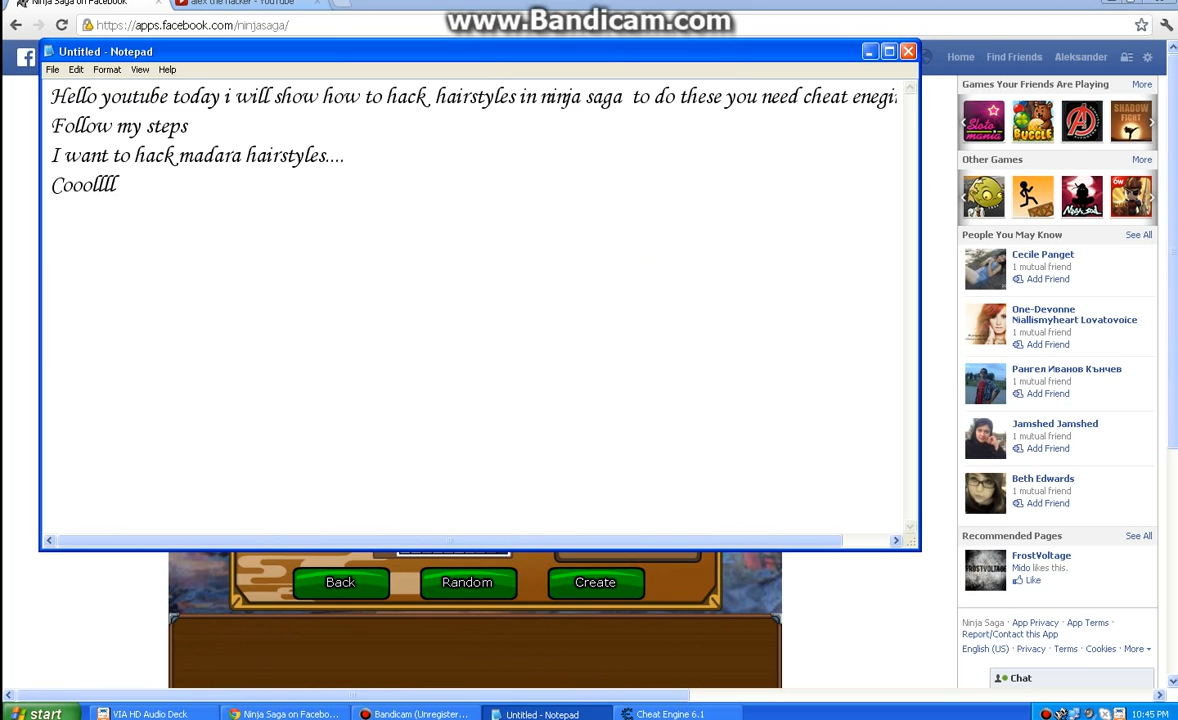 Ninja Saga on Facebook
alex the hacker - YouTube
www.Bandicam.com
https://apps.facebook.com/ninjasaga/
Untitled - Notepad
File Edit Format View Help
Hello youtube today i will show how to hack hairstyles in ninja saga to do these you need cheat
Follow my steps
I want to hack madara hairstyles....
Cooollll
Home Find Friends Aleksander
Games Your Friends Are Playing More
Sloto mania
BUGGLE
SHADOW FIGHT
Other Games More
People You May Know See All
Cecile Panget
1 mutual friend
Add Friend
One-Devonne
Niallismyheart Lovatovoice
1 mutual friend
Add Friend
Рангел Иванов Кънчев
1 mutual friend
Add Friend
Jamshed Jamshed
1 mutual friend
Add Friend
Beth Edwards
1 mutual friend
Add Friend
Recommended Pages See All
FrostVoltage
Mido likes this.
Like
Back Random Create
Ninja Saga · App Privacy · App Terms ·
Report/Contact this App
English (US) · Privacy · Terms · Cookies · More
Chat
start VIA HD Audio Deck Ninja Saga on Facebo... Bandicam (Unregister... Untitled - Notepad Cheat Engine 6.1 10:45 PM